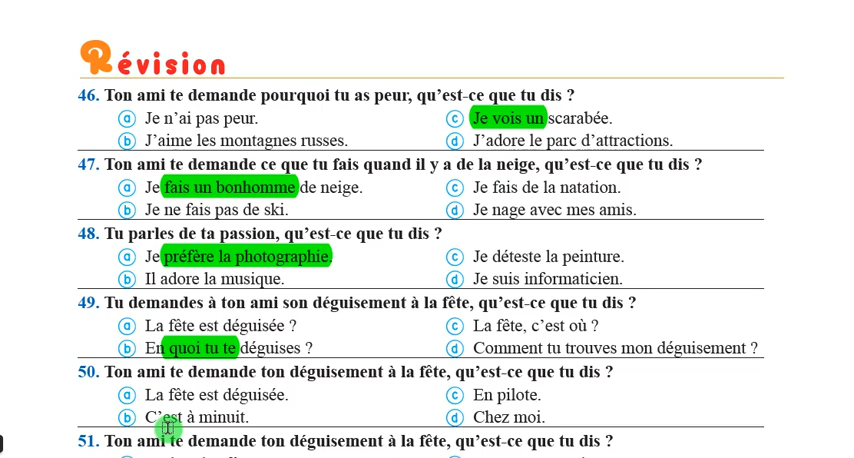 Révision
46. Ton ami te demande pourquoi tu as peur, qu'est-ce que tu dis ?
ⓐ Je n'ai pas peur. ⓒ Je vois un scarabée.
ⓑ J'aime les montagnes russes. ⓓ J'adore le parc d'attractions.
47. Ton ami te demande ce que tu fais quand il y a de la neige, qu'est-ce que tu dis ?
ⓐ Je fais un bonhomme de neige. ⓒ Je fais de la natation.
ⓑ Je ne fais pas de ski. ⓓ Je nage avec mes amis.
48. Tu parles de ta passion, qu'est-ce que tu dis ?
ⓐ Je préfère la photographie. ⓒ Je déteste la peinture.
ⓑ Il adore la musique. ⓓ Je suis informaticien.
49. Tu demandes à ton ami son déguisement à la fête, qu'est-ce que tu dis ?
ⓐ La fête est déguisée ? ⓒ La fête, c'est où ?
ⓑ En quoi tu te déguises ? ⓓ Comment tu trouves mon déguisement ?
50. Ton ami te demande ton déguisement à la fête, qu'est-ce que tu dis ?
ⓐ La fête est déguisée. ⓒ En pilote.
ⓑ C'est à minuit. ⓓ Chez moi.
51. Ton ami te demande ton déguisement à la fête, qu'est-ce que tu dis ?